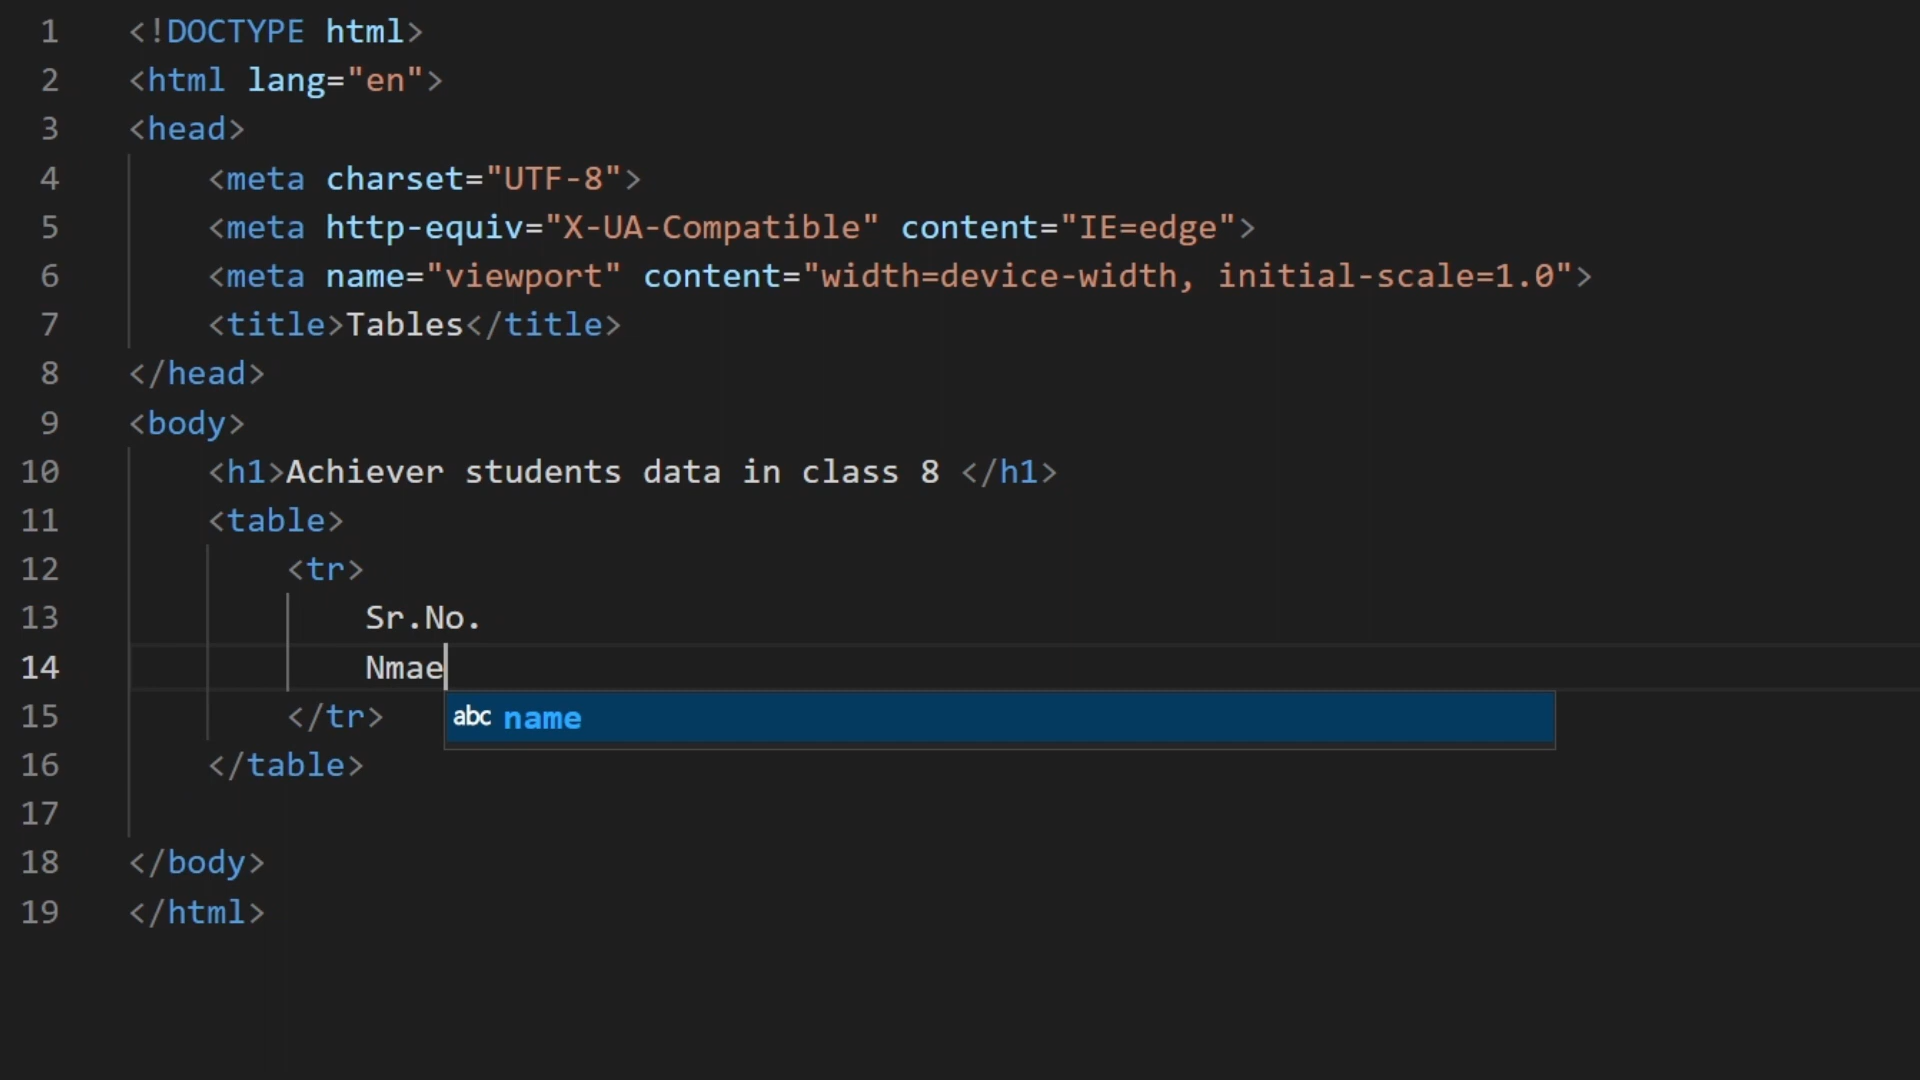 1 <!DOCTYPE html>
2 <html lang="en">
3 <head>
4 <meta charset="UTF-8">
5 <meta http-equiv="X-UA-Compatible" content="IE=edge">
6 <meta name="viewport" content="width=device-width, initial-scale=1.0">
7 <title>Tables</title>
8 </head>
9 <body>
10 <h1>Achiever students data in class 8 </h1>
11 <table>
12 <tr>
13 Sr.No.
14 Nmae
15 </tr> abc name
16 </table>
17
18 </body>
19 </html>